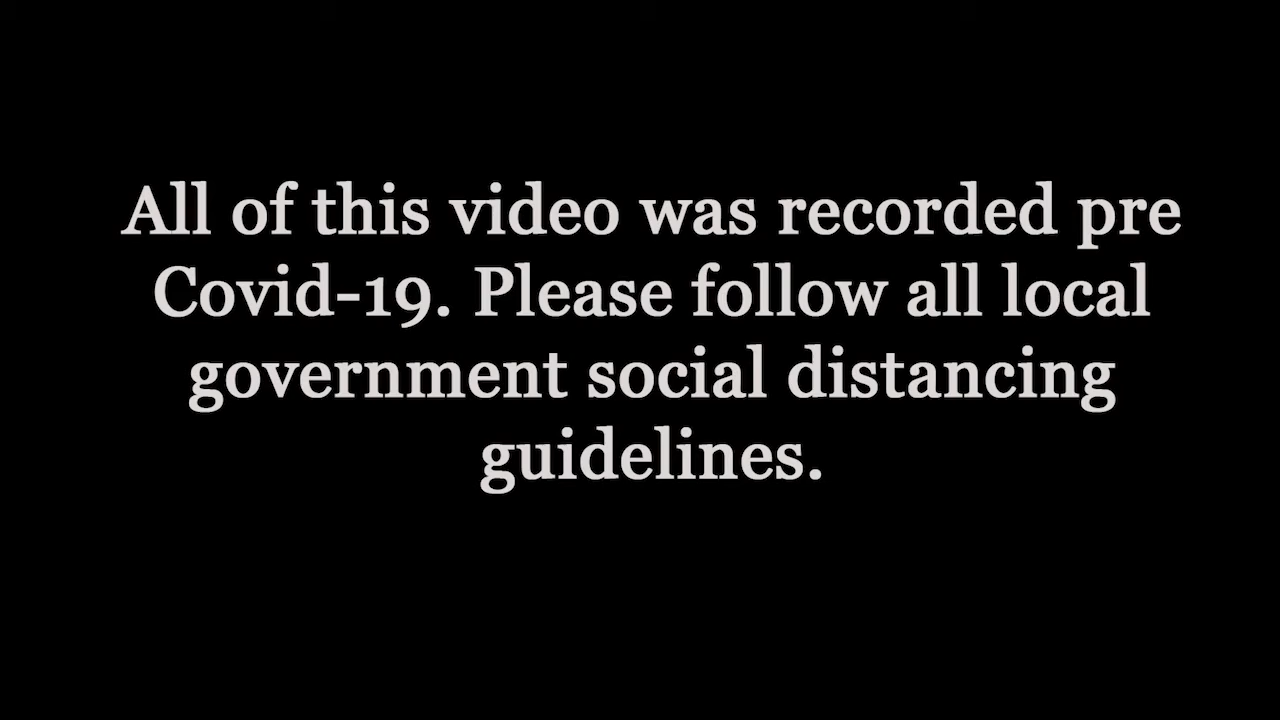 All of this video was recorded pre
Covid-19. Please follow all local
government social distancing
guidelines.